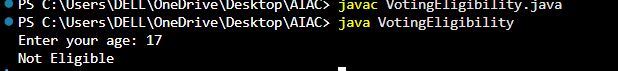 PS C:\Users\DELL\OneDrive\Desktop\AIAC> javac VotingEligibility.java
PS C:\Users\DELL\OneDrive\Desktop\AIAC> java VotingEligibility
Enter your age: 17
Not Eligible